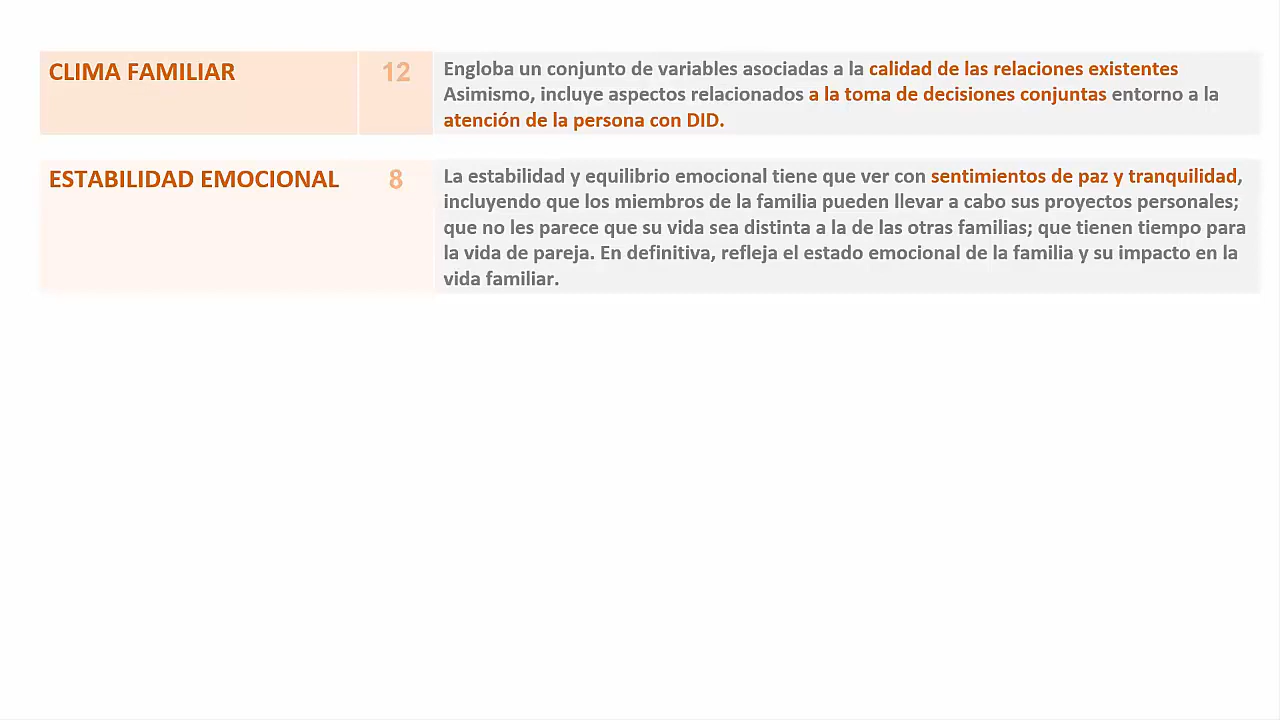 CLIMA FAMILIAR
12
Engloba un conjunto de variables asociadas a la calidad de las relaciones existentes
Asimismo, incluye aspectos relacionados a la toma de decisiones conjuntas entorno a la
atención de la persona con DID.
ESTABILIDAD EMOCIONAL
8
La estabilidad y equilibrio emocional tiene que ver con sentimientos de paz y tranquilidad,
incluyendo que los miembros de la familia pueden llevar a cabo sus proyectos personales;
que no les parece que su vida sea distinta a la de las otras familias; que tienen tiempo para
la vida de pareja. En definitiva, refleja el estado emocional de la familia y su impacto en la
vida familiar.